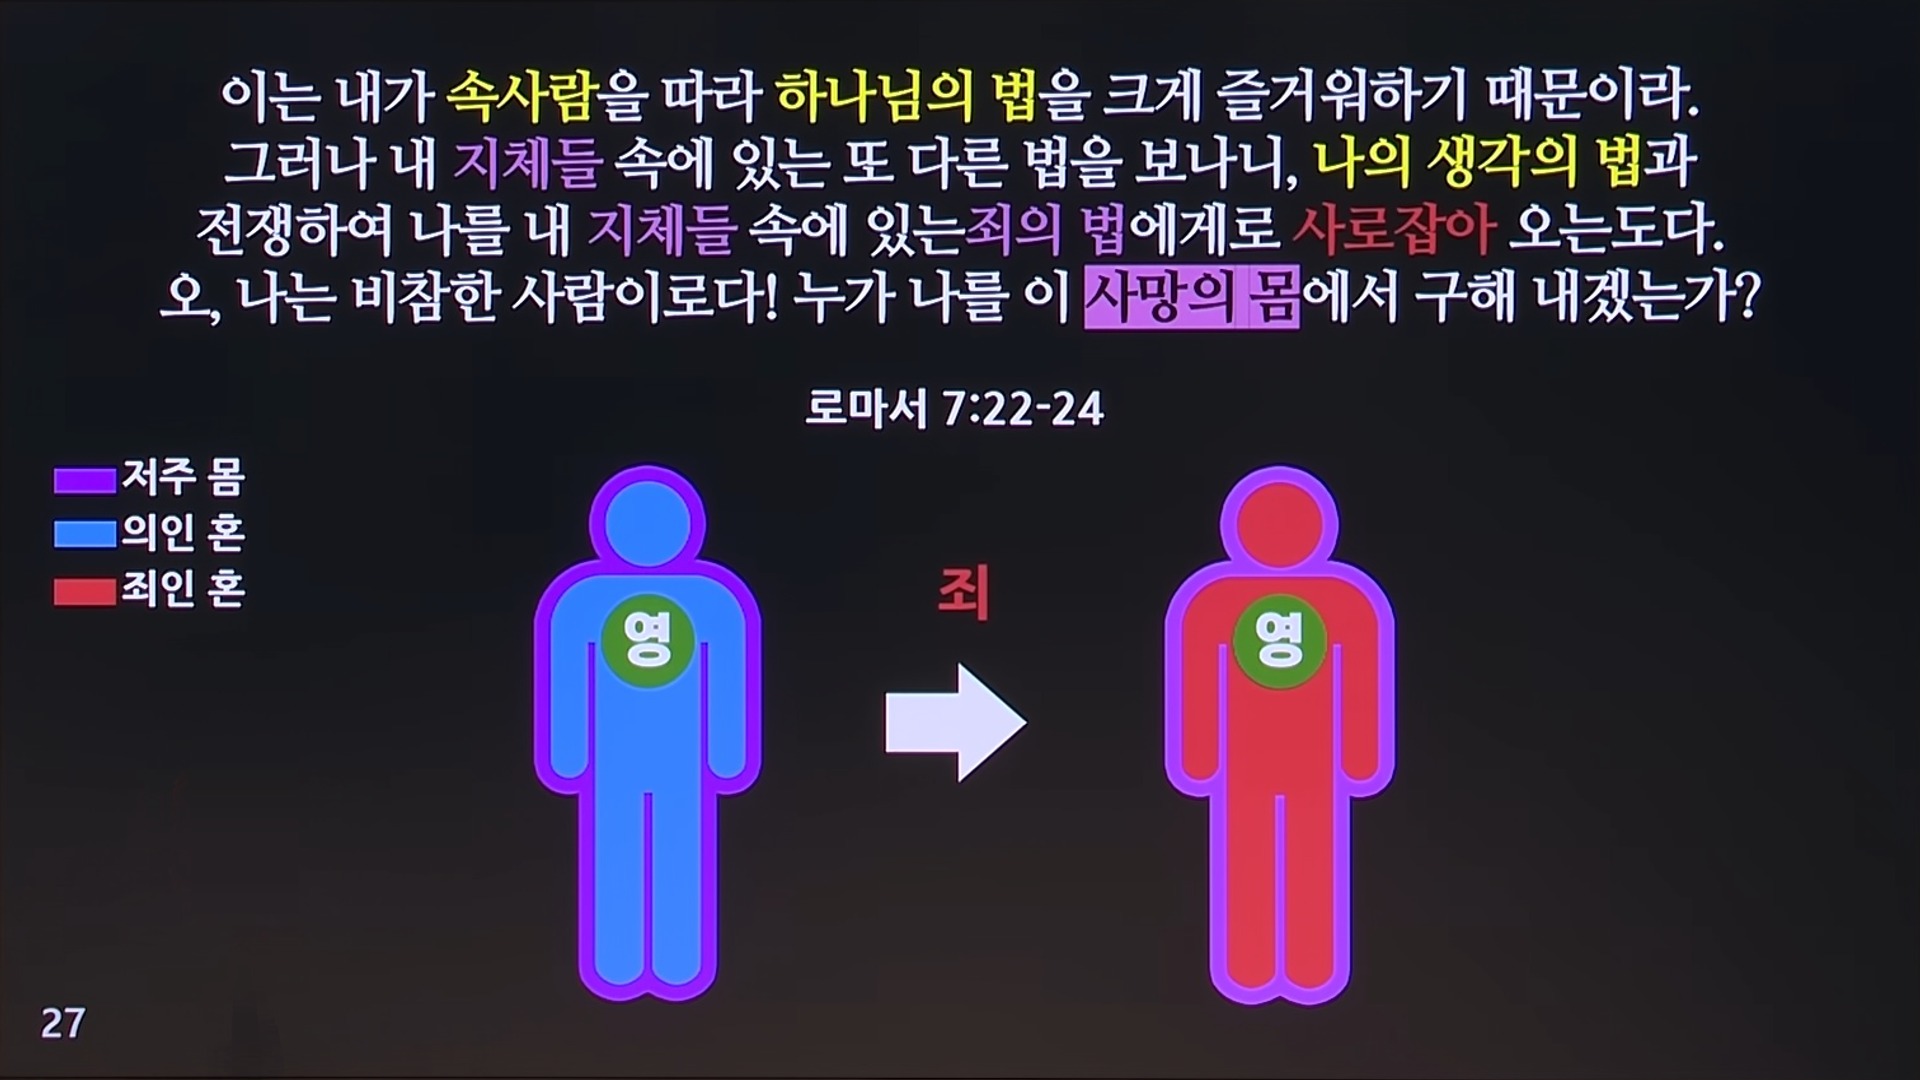 이는 내가 속사람을 따라 하나님의 법을 크게 즐거워하기 때문이라.
그러나 내 지체들 속에 있는 또 다른 법을 보나니, 나의 생각의 법과
전쟁하여 나를 내 지체들 속에 있는죄의 법에게로 사로잡아 오는도다.
오, 나는 비참한 사람이로다! 누가 나를 이 사망의 몸에서 구해 내겠는가?
로마서 7:22-24
저주 몸
의인 혼
죄인 혼
영
죄
영
27